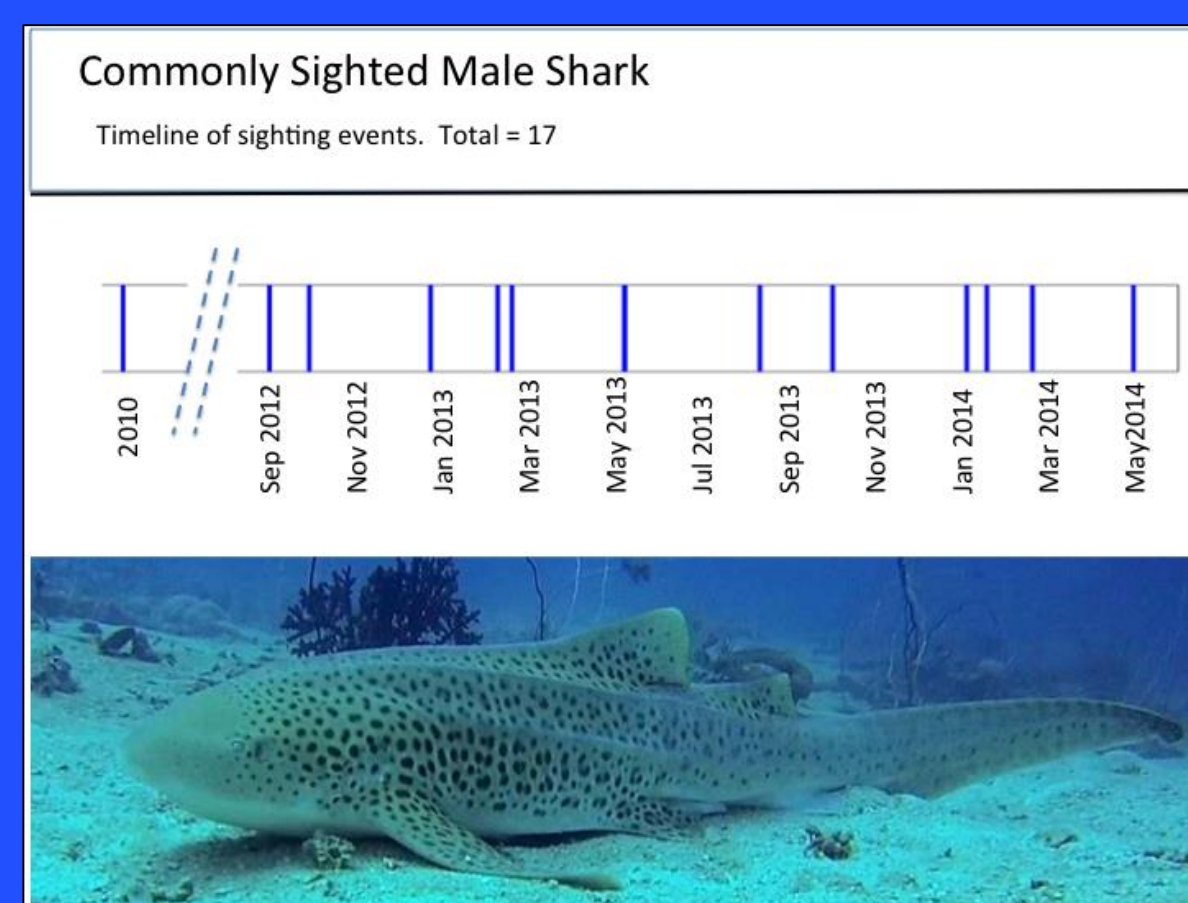 Commonly Sighted Male Shark
Timeline of sighting events.  Total = 17
2010
Sep 2012
Nov 2012
Jan 2013
Mar 2013
May 2013
Jul 2013
Sep 2013
Nov 2013
Jan 2014
Mar 2014
May2014